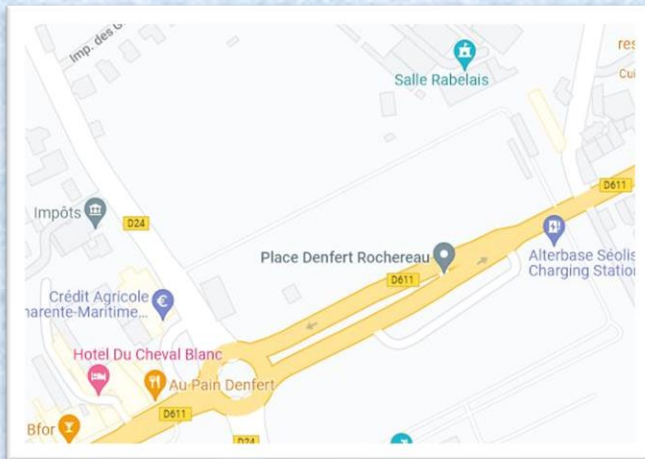 Imp. des G
res
Cui
Salle Rabelais
D611
Impôts
D24
Place Denfert Rochereau
D611
Alterbase Séolis
Charging Station
Crédit Agricole
harente-Maritime...
Hotel Du Cheval Blanc
Au Pain Denfert
D611
Bfor
D24